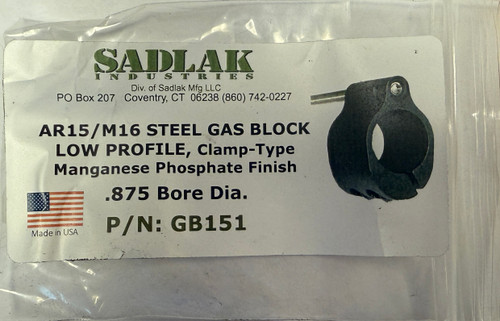 SADLAK
INDUSTRIES
Div. of Sadlak Mfg LLC
PO Box 207 Coventry, CT 06238 (860) 742-0227
AR15/M16 STEEL GAS BLOCK
LOW PROFILE, Clamp-Type
Manganese Phosphate Finish
.875 Bore Dia.
P/N: GB151
Made in USA